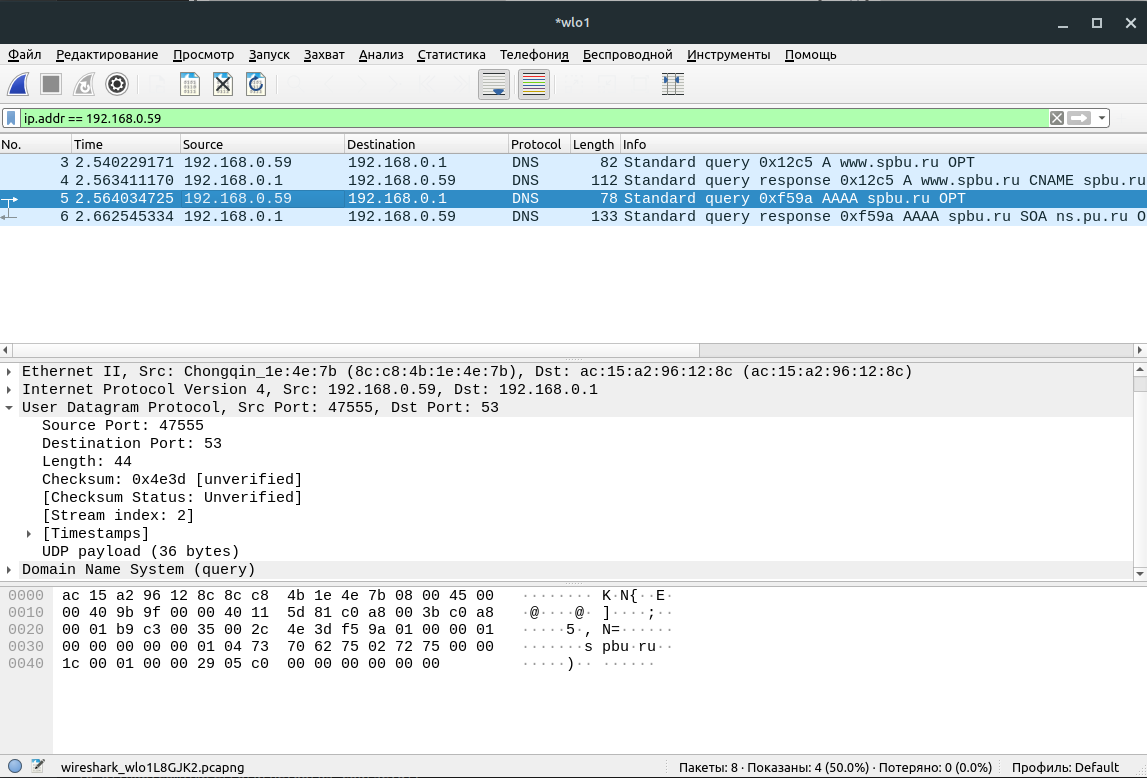 *wlo1
Файл Редактирование Просмотр Запуск Захват Анализ Статистика Телефония Беспроводной Инструменты Помощь
ip.addr == 192.168.0.59
No. Time Source Destination Protocol Length Info
3 2.540229171 192.168.0.59 192.168.0.1 DNS 82 Standard query 0x12c5 A www.spbu.ru OPT
4 2.563411170 192.168.0.1 192.168.0.59 DNS 112 Standard query response 0x12c5 A www.spbu.ru CNAME spbu.ru
5 2.564034725 192.168.0.59 192.168.0.1 DNS 78 Standard query 0xf59a AAAA spbu.ru OPT
6 2.662545334 192.168.0.1 192.168.0.59 DNS 133 Standard query response 0xf59a AAAA spbu.ru SOA ns.pu.ru O
Ethernet II, Src: Chongqin_1e:4e:7b (8c:c8:4b:1e:4e:7b), Dst: ac:15:a2:96:12:8c (ac:15:a2:96:12:8c)
Internet Protocol Version 4, Src: 192.168.0.59, Dst: 192.168.0.1
User Datagram Protocol, Src Port: 47555, Dst Port: 53
Source Port: 47555
Destination Port: 53
Length: 44
Checksum: 0x4e3d [unverified]
[Checksum Status: Unverified]
[Stream index: 2]
[Timestamps]
UDP payload (36 bytes)
Domain Name System (query)
0000 ac 15 a2 96 12 8c 8c c8 4b 1e 4e 7b 08 00 45 00 ········ K·N{··E·
0010 00 40 9b 9f 00 00 40 11 5d 81 c0 a8 00 3b c0 a8 ·@····@· ]····;··
0020 00 01 b9 c3 00 35 00 2c 4e 3d f5 9a 01 00 00 01 ·····5·, N=······
0030 00 00 00 00 00 01 04 73 70 62 75 02 72 75 00 00 ·······s pbu·ru··
0040 1c 00 01 00 00 29 05 c0 00 00 00 00 00 00 ·····)·· ······
wireshark_wlo1L8GJK2.pcapng Пакеты: 8 · Показаны: 4 (50.0%) · Потеряно: 0 (0.0%) Профиль: Default